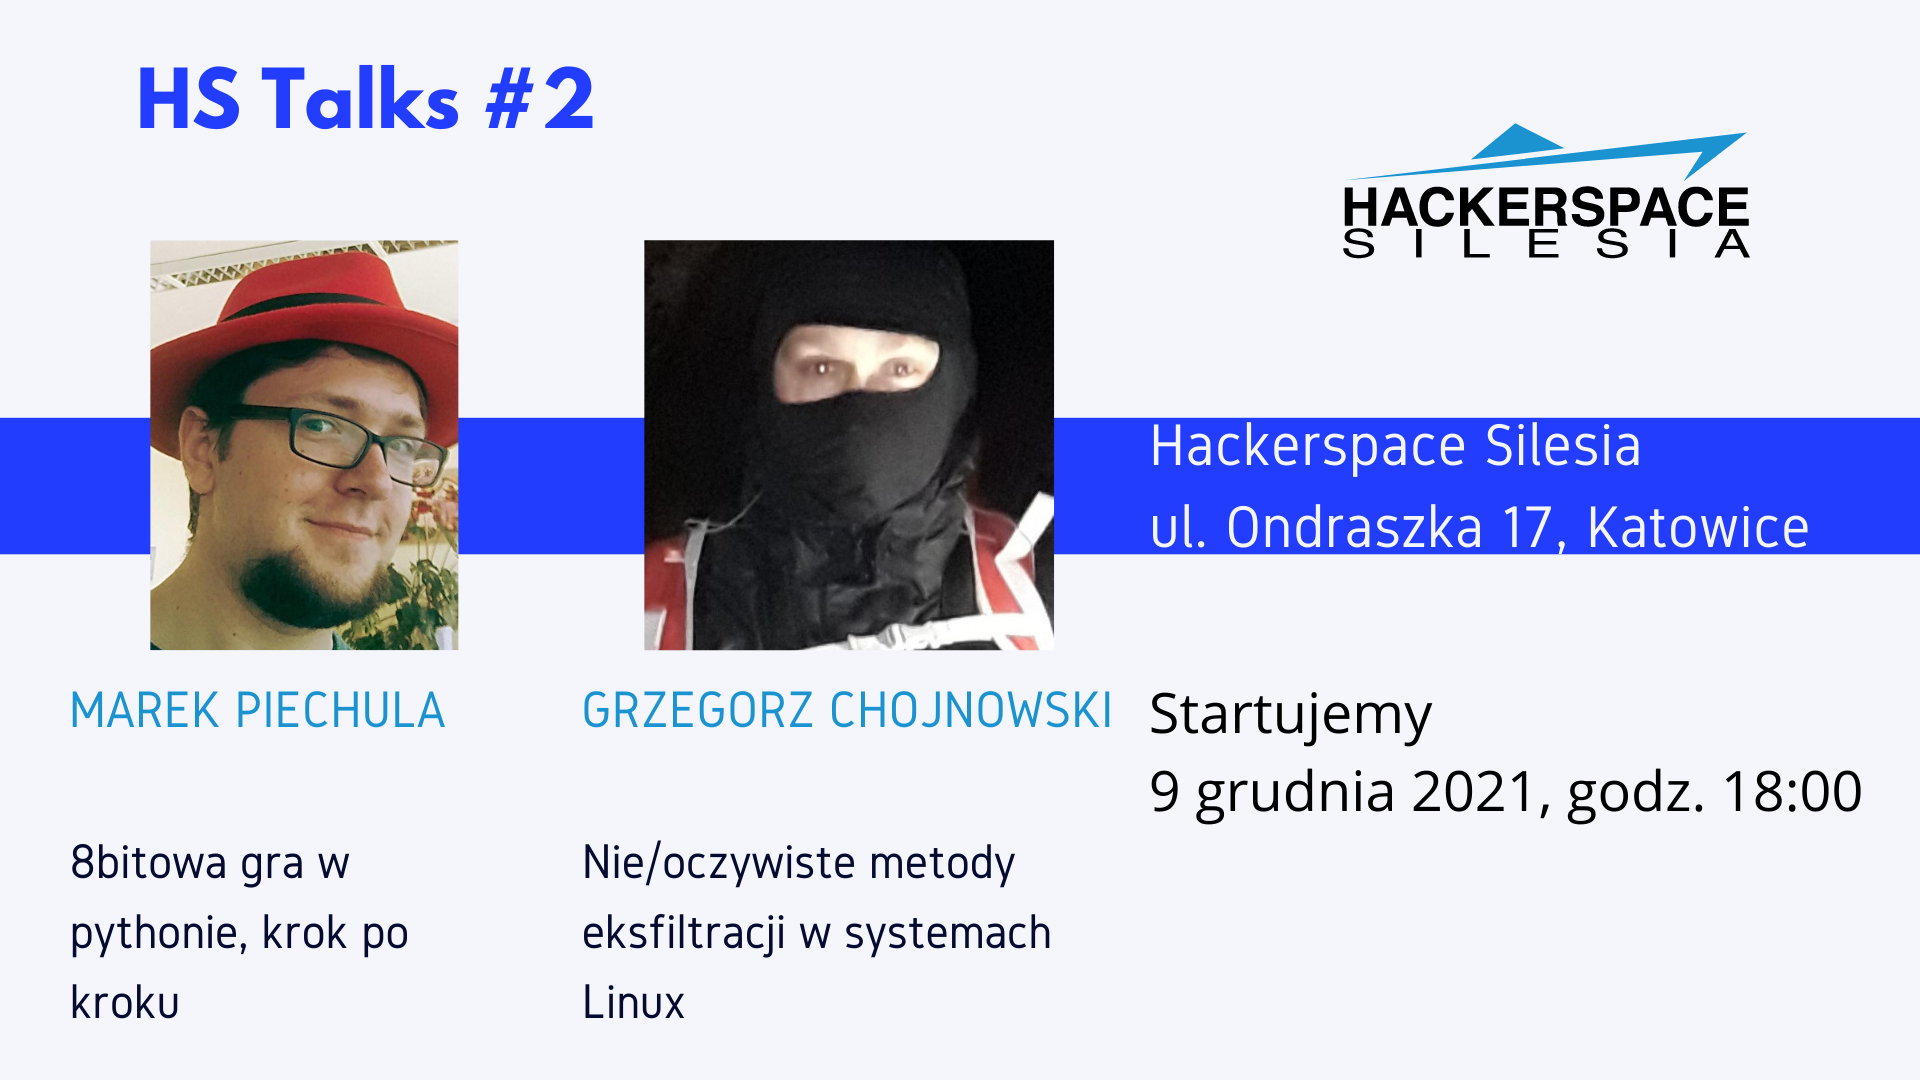 HS Talks #2
HACKERSPACE
SILESIA
Hackerspace Silesia
ul. Ondraszka 17, Katowice
MAREK PIECHULA
8bitowa gra w
pythonie, krok po
kroku
GRZEGORZ CHOJNOWSKI
Nie/oczywiste metody
eksfiltracji w systemach
Linux
Startujemy
9 grudnia 2021, godz. 18:00